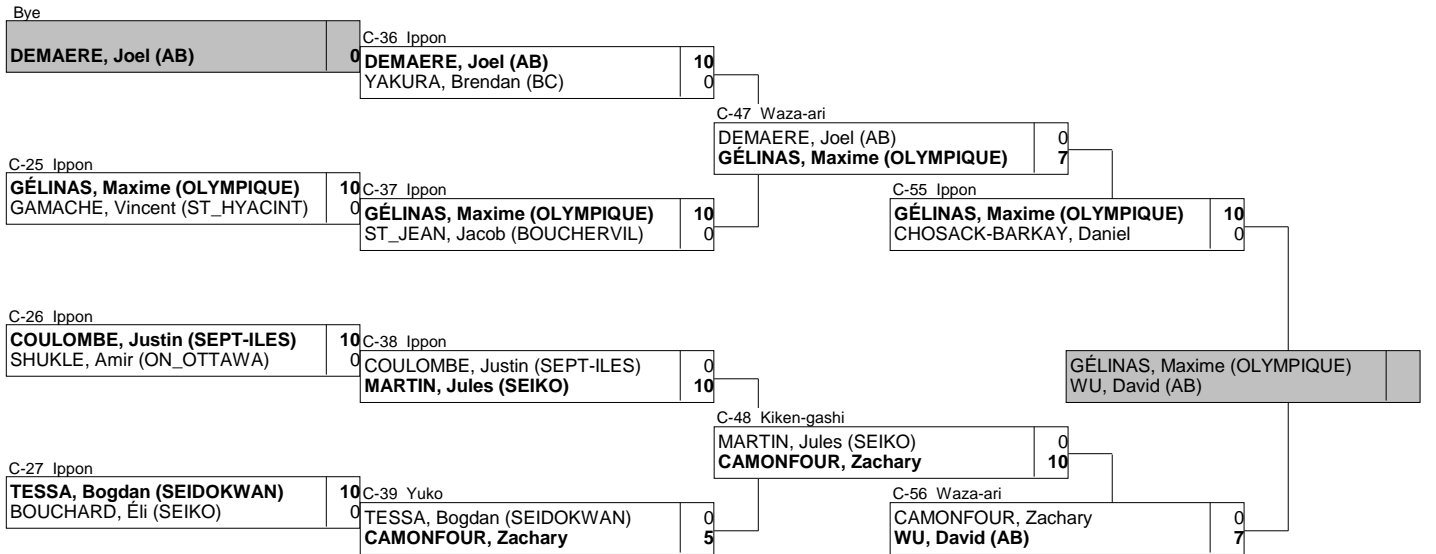 Bye
DEMAERE, Joel (AB) 0
C-36 Ippon
DEMAERE, Joel (AB) 10
YAKURA, Brendan (BC) 0
C-47 Waza-ari
DEMAERE, Joel (AB) 0
GÉLINAS, Maxime (OLYMPIQUE) 7
C-25 Ippon
GÉLINAS, Maxime (OLYMPIQUE) 10
GAMACHE, Vincent (ST_HYACINT) 0
C-37 Ippon
GÉLINAS, Maxime (OLYMPIQUE) 10
ST_JEAN, Jacob (BOUCHERVIL) 0
C-55 Ippon
GÉLINAS, Maxime (OLYMPIQUE) 10
CHOSACK-BARKAY, Daniel 0
C-26 Ippon
COULOMBE, Justin (SEPT-ILES) 10
SHUKLE, Amir (ON_OTTAWA) 0
C-38 Ippon
COULOMBE, Justin (SEPT-ILES) 0
MARTIN, Jules (SEIKO) 10
GÉLINAS, Maxime (OLYMPIQUE)
WU, David (AB)
C-48 Kiken-gashi
MARTIN, Jules (SEIKO) 0
CAMONFOUR, Zachary 10
C-27 Ippon
TESSA, Bogdan (SEIDOKWAN) 10
BOUCHARD, Éli (SEIKO) 0
C-39 Yuko
TESSA, Bogdan (SEIDOKWAN) 0
CAMONFOUR, Zachary 5
C-56 Waza-ari
CAMONFOUR, Zachary 0
WU, David (AB) 7